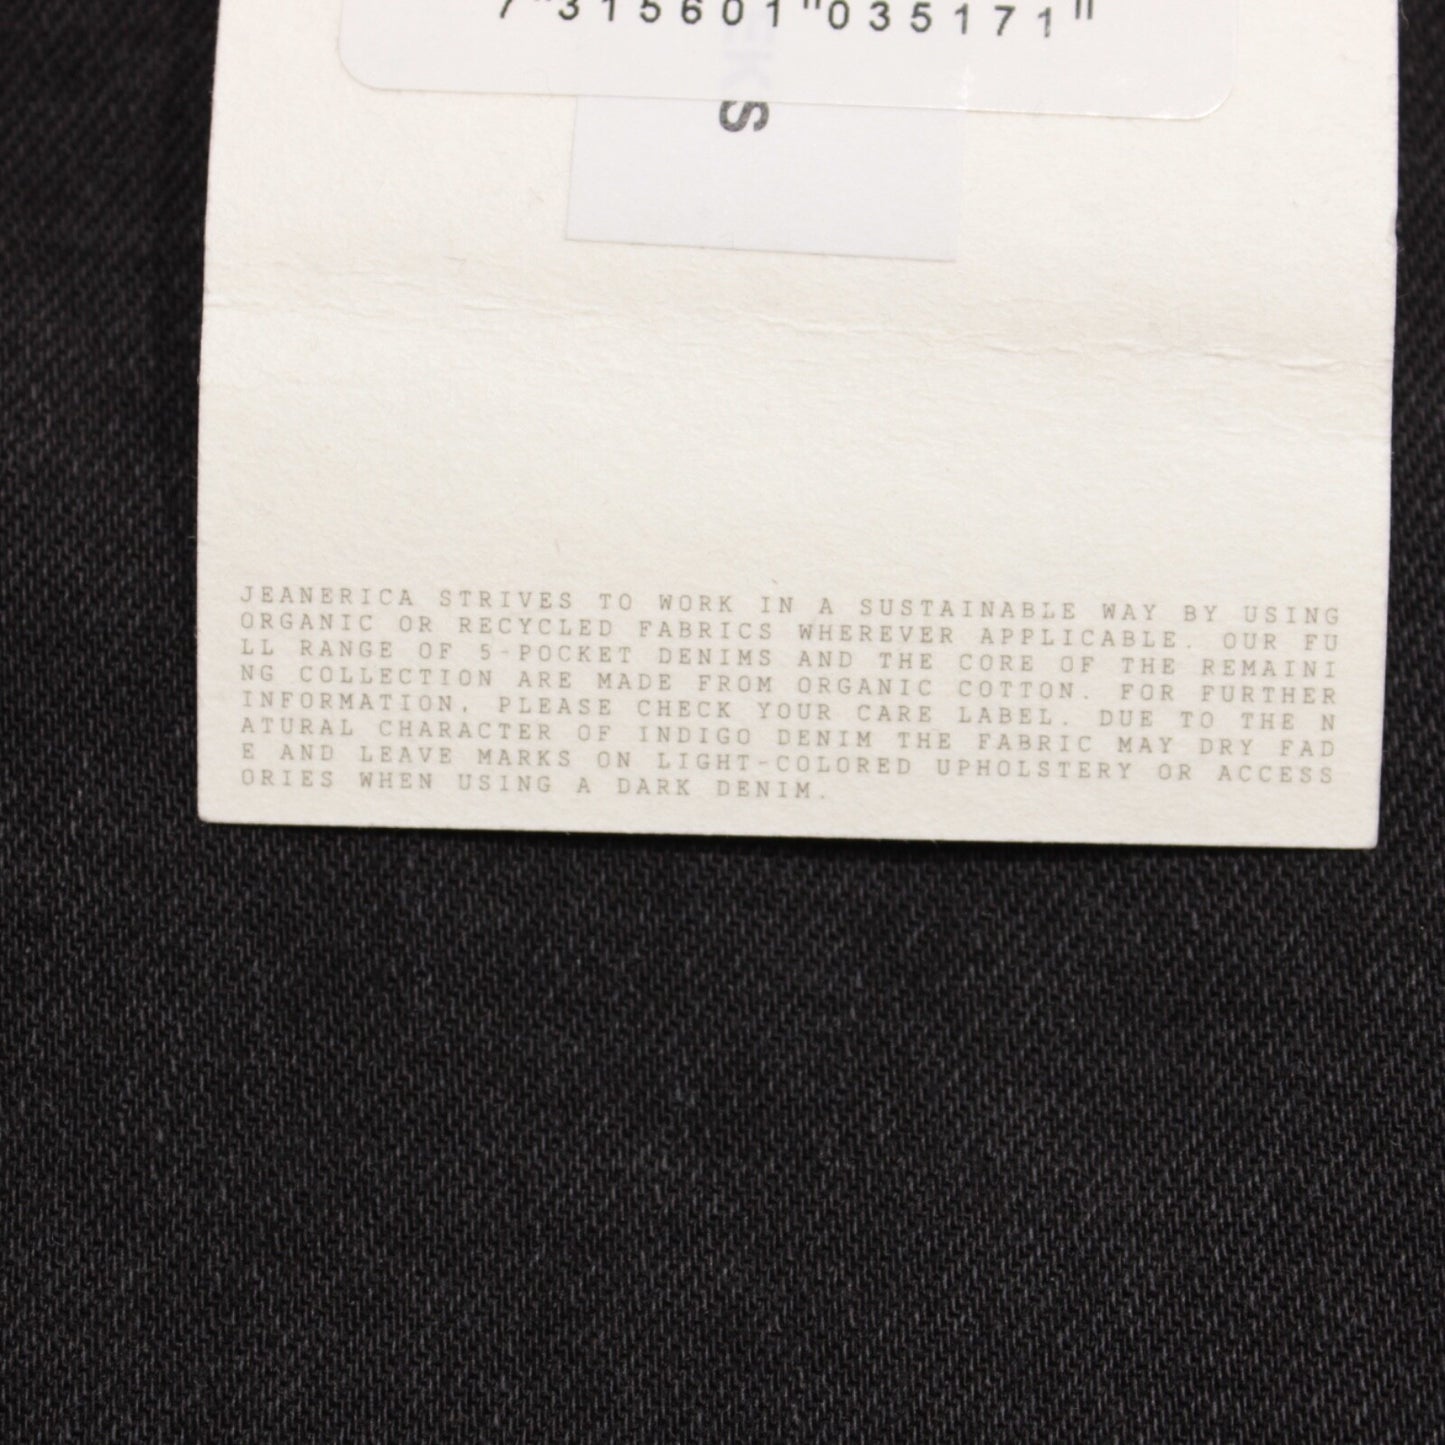 7 315601 035171
EKS
JEANERICA STRIVES TO WORK IN A SUSTAINABLE WAY BY USING
ORGANIC OR RECYCLED FABRICS WHEREVER APPLICABLE. OUR FU
LL RANGE OF 5-POCKET DENIMS AND THE CORE OF THE REMAINI
NG COLLECTION ARE MADE FROM ORGANIC COTTON. FOR FURTHER
INFORMATION, PLEASE CHECK YOUR CARE LABEL. DUE TO THE N
ATURAL CHARACTER OF INDIGO DENIM THE FABRIC MAY DRY FAD
E AND LEAVE MARKS ON LIGHT-COLORED UPHOLSTERY OR ACCESS
ORIES WHEN USING A DARK DENIM.